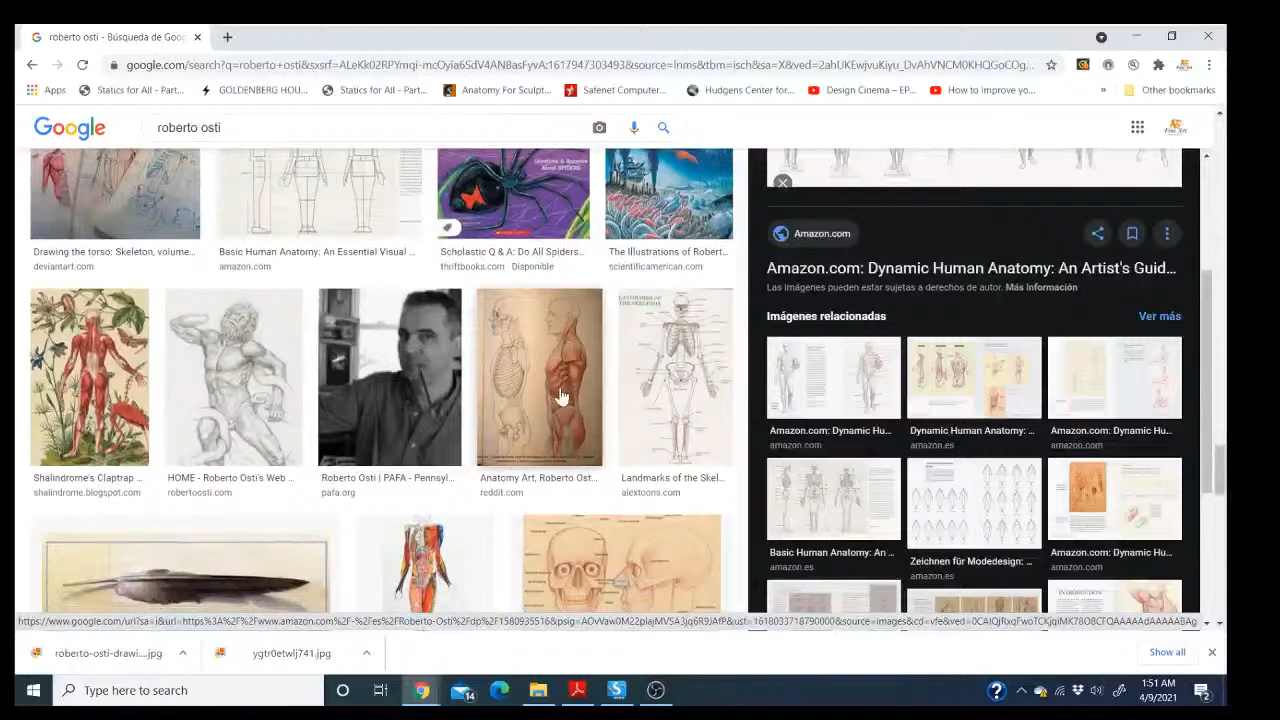 roberto osti - Búsqueda de Goo
google.com/search?q=roberto+osti&sxsrf=ALeKk02RPYmqi-mcOyia6SdV4ANBasFyvA:1617947303493&source=lnms&tbm=isch&sa=X&ved=2ahUKEwjvuKiyu_DvAhVNCM0KHQGoCOg...
Apps
Statics for All - Part...
GOLDENBERG HOU...
Statics for All - Part...
Anatomy For Sculpt...
Safenet Computer...
Hudgens Center for...
Design Cinema – EP...
How to Improve yo...
»
Other bookmarks
Google
roberto osti
Drawing the torso: Skeleton, volume...
deviantart.com
Basic Human Anatomy: An Essential Visual ...
amazon.com
Scholastic Q & A: Do All Spiders...
thriftbooks.com · Disponible
The Illustrations of Robert...
scientificamerican.com
Amazon.com
Amazon.com: Dynamic Human Anatomy: An Artist's Guid...
Las imágenes pueden estar sujetas a derechos de autor. Más información
Imágenes relacionadas
Ver más
LANDMARKS OF
THE SKELETON
Shalindrome's Claptrap ...
shalindrome.blogspot.com
HOME - Roberto Osti's Web ...
robertoosti.com
Roberto Osti | PAFA - Pennsyl...
pafa.org
Anatomy Art, Roberto Ost...
reddit.com
Landmarks of the Skel...
alextoons.com
Amazon.com: Dynamic Hu...
amazon.com
Dynamic Human Anatomy: ...
amazon.es
Amazon.com: Dynamic Hu...
amazon.com
Basic Human Anatomy: An ...
amazon.es
Zeichnen für Modedesign: ...
amazon.es
Amazon.com: Dynamic Hu...
amazon.com
INTRODUCTION
roberto-osti-drawi....jpg
ygtr0etwlj741.jpg
Show all
Type here to search
14
1:51 AM
4/9/2021
2